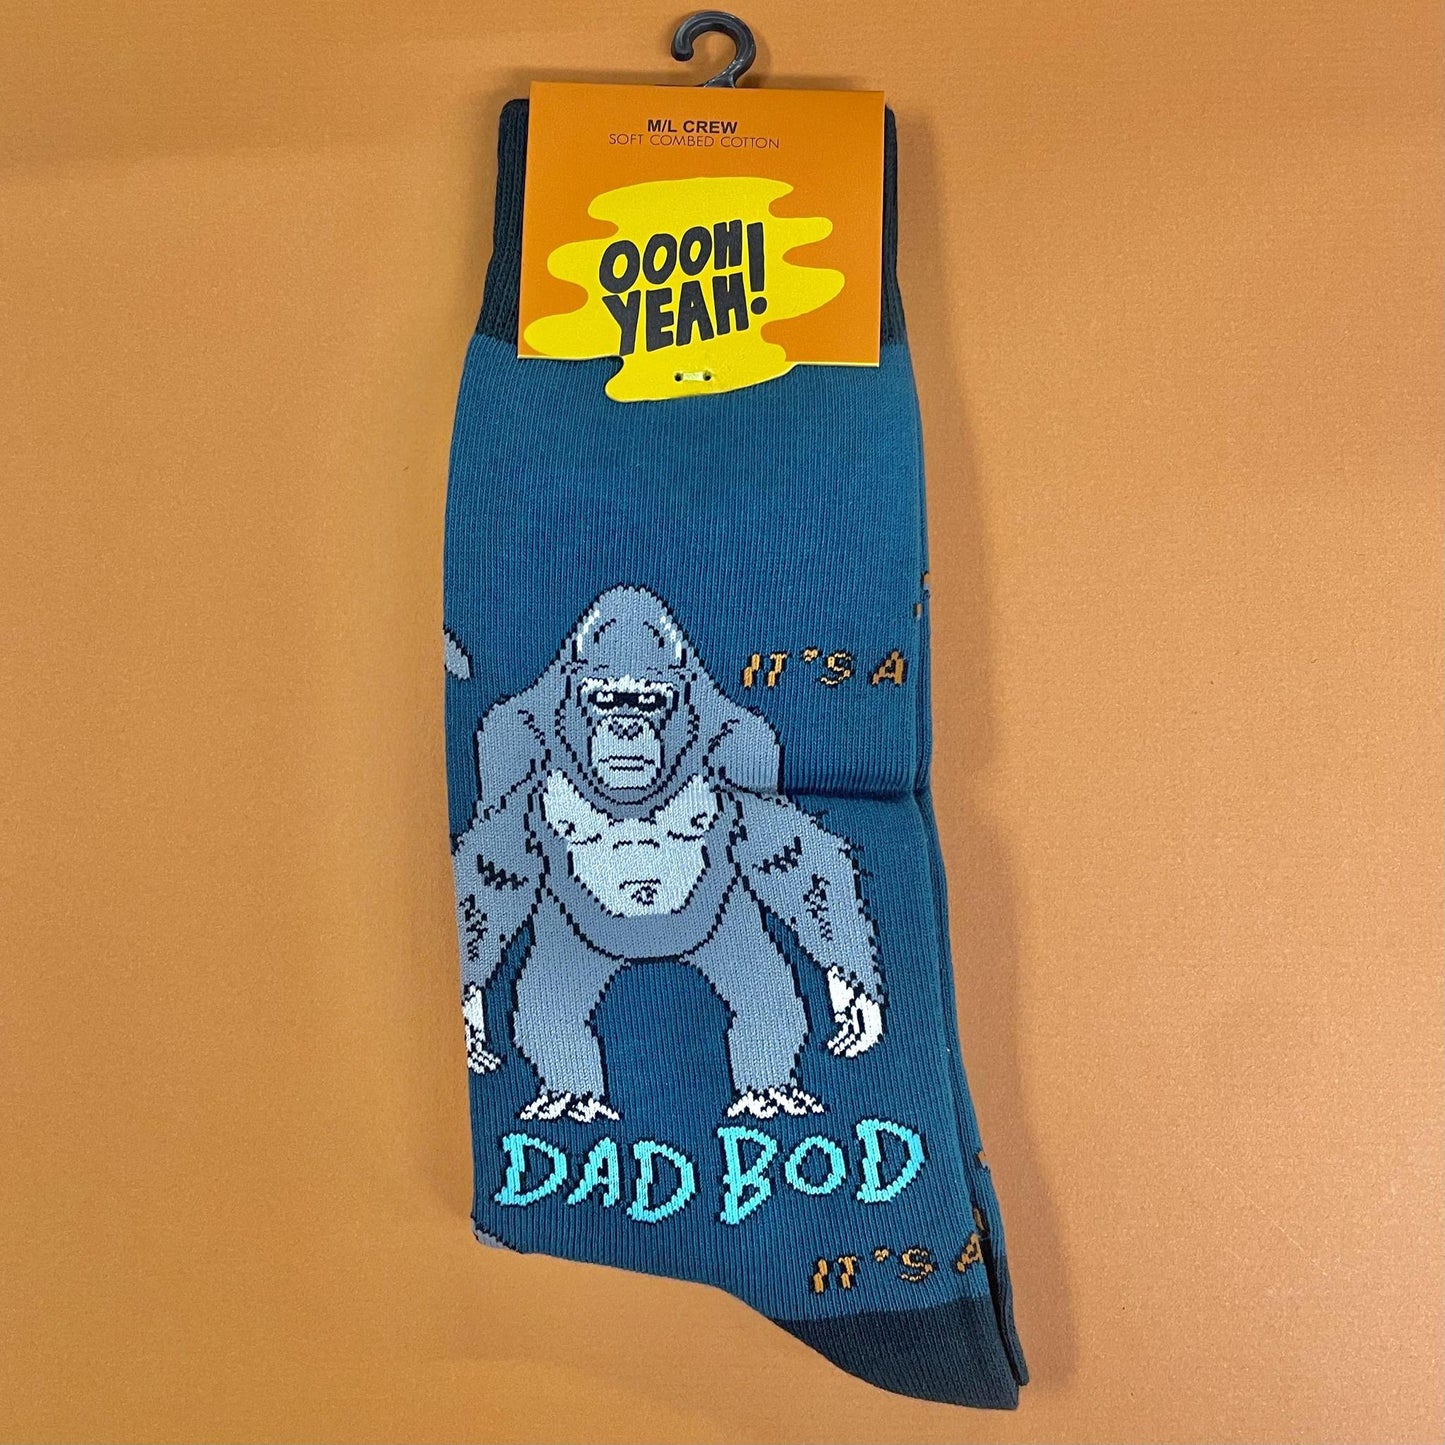 M/L CREW
SOFT COMBED COTTON
OOOH
YEAH!
IT'S A
DAD BOD
IT'S A